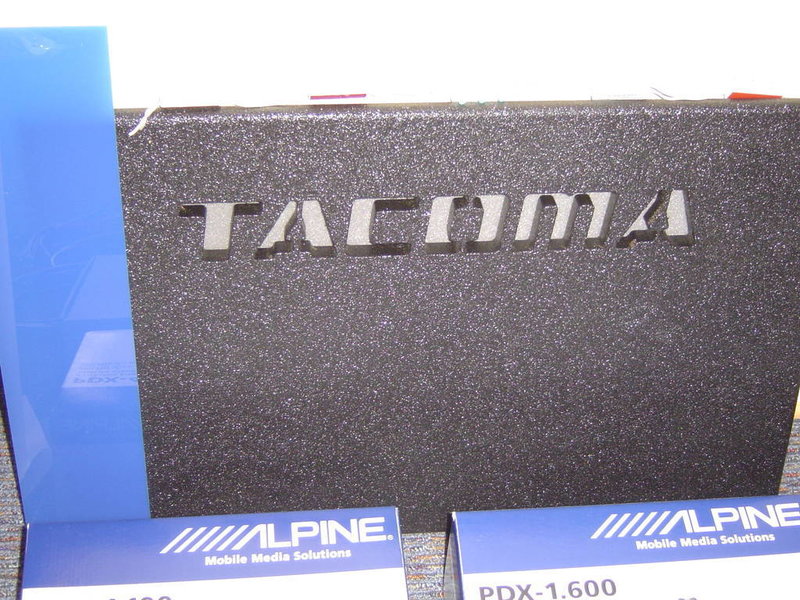 TACOMA
ALPINE®
Mobile Media Solutions
ALPINE
Mobile Media Solutions
PDX-1.600